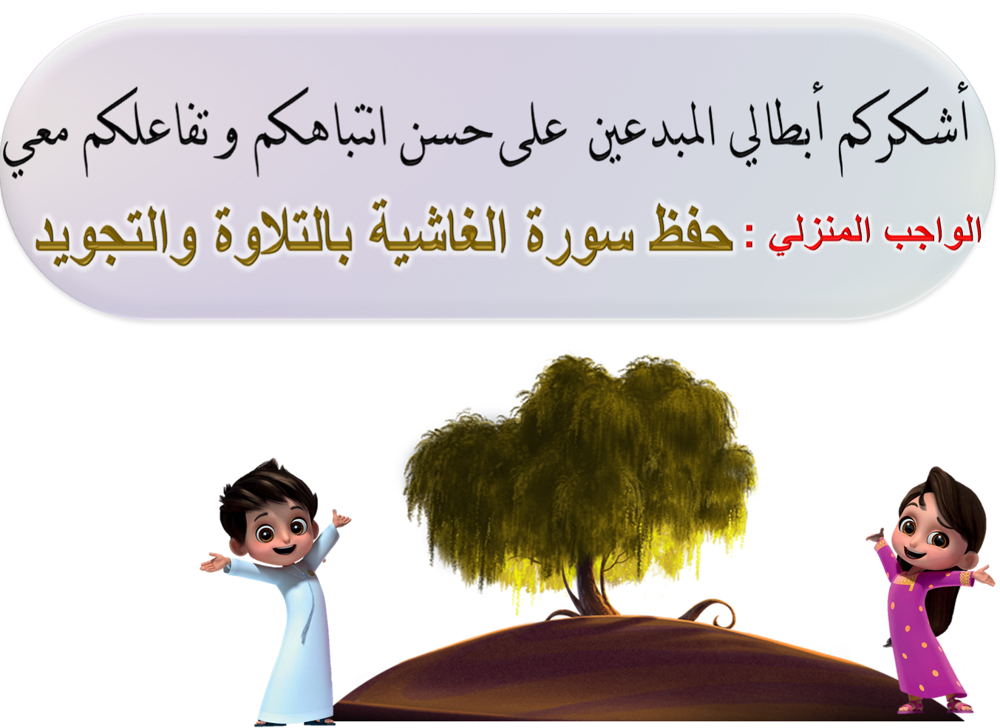 أشكركم أبطالي المبدعين على حسن انتباهكم و تفاعلكم معي
الواجب المنزلي : حفظ سورة الغاشية بالتلاوة والتجويد